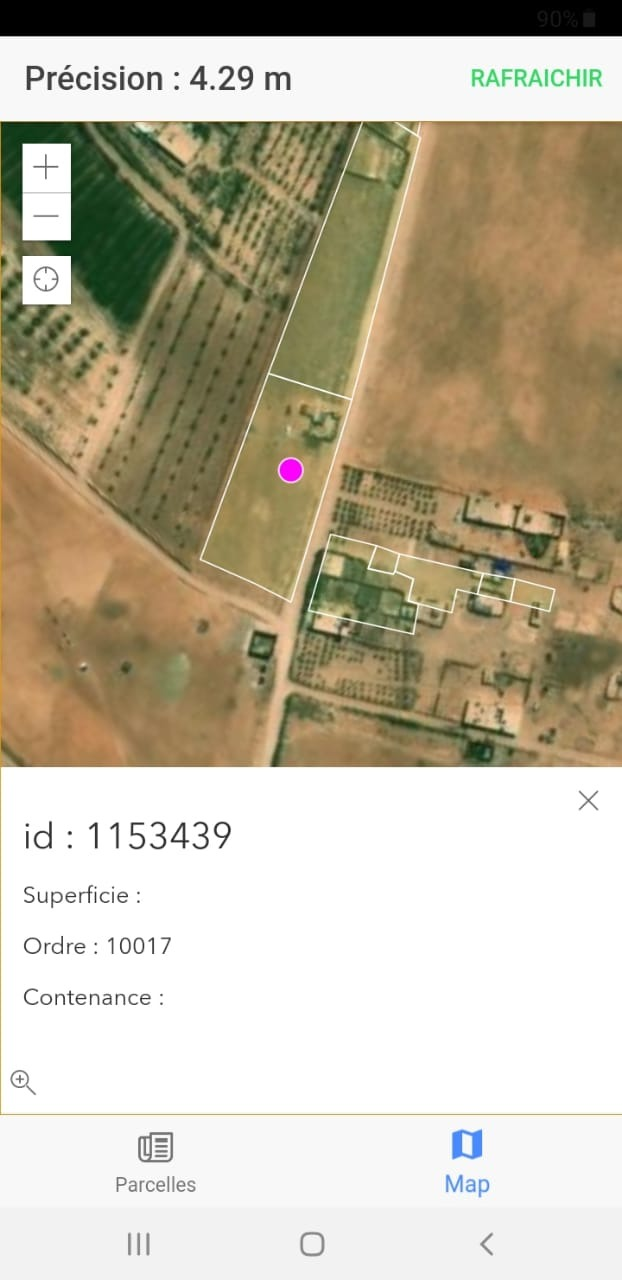 90%
Précision : 4.29 m
RAFRAICHIR
id : 1153439
Superficie :
Ordre : 10017
Contenance :
Parcelles
Map